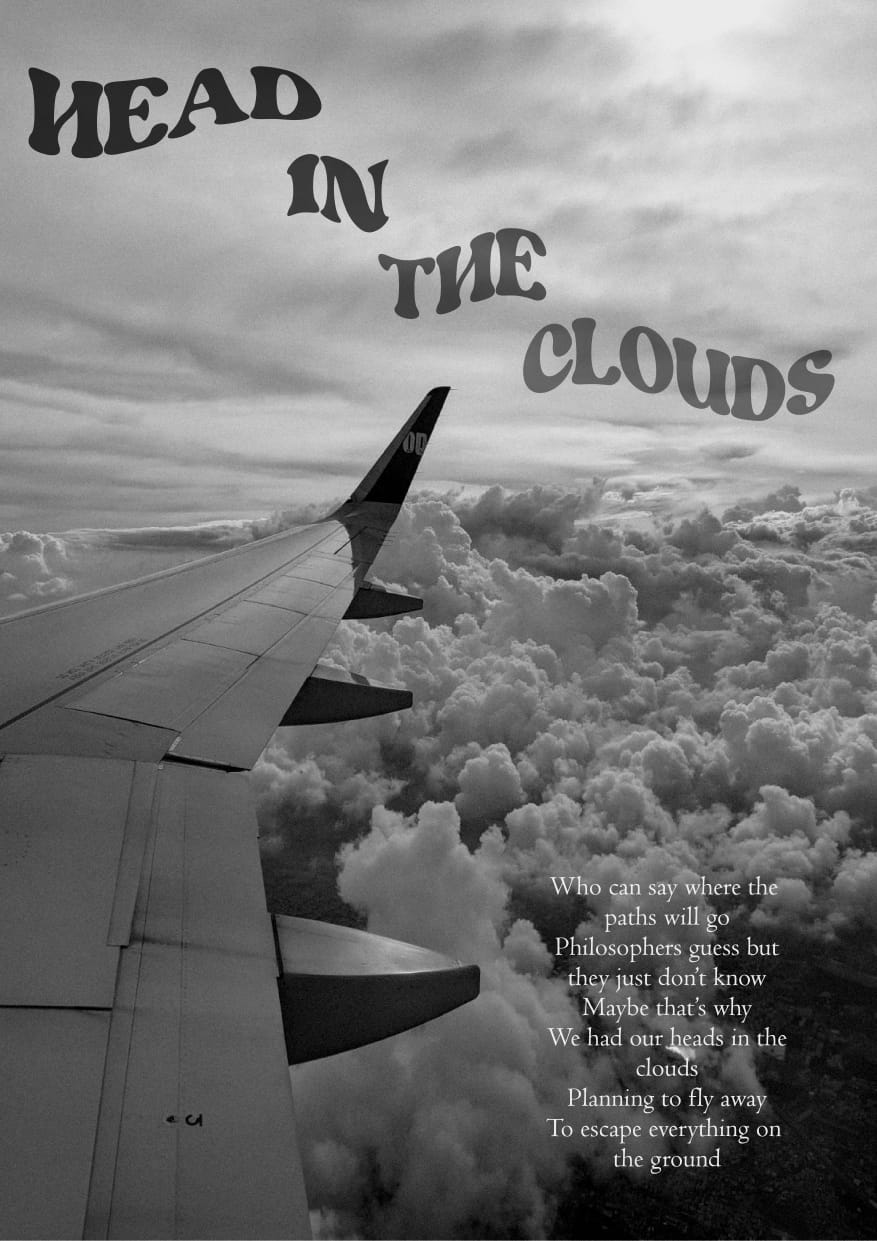 HEAD
IN
THE
CLOUDS
Who can say where the
paths will go
Philosophers guess but
they just don't know
Maybe that's why
We had our heads in the
clouds
Planning to fly away
To escape everything on
the ground